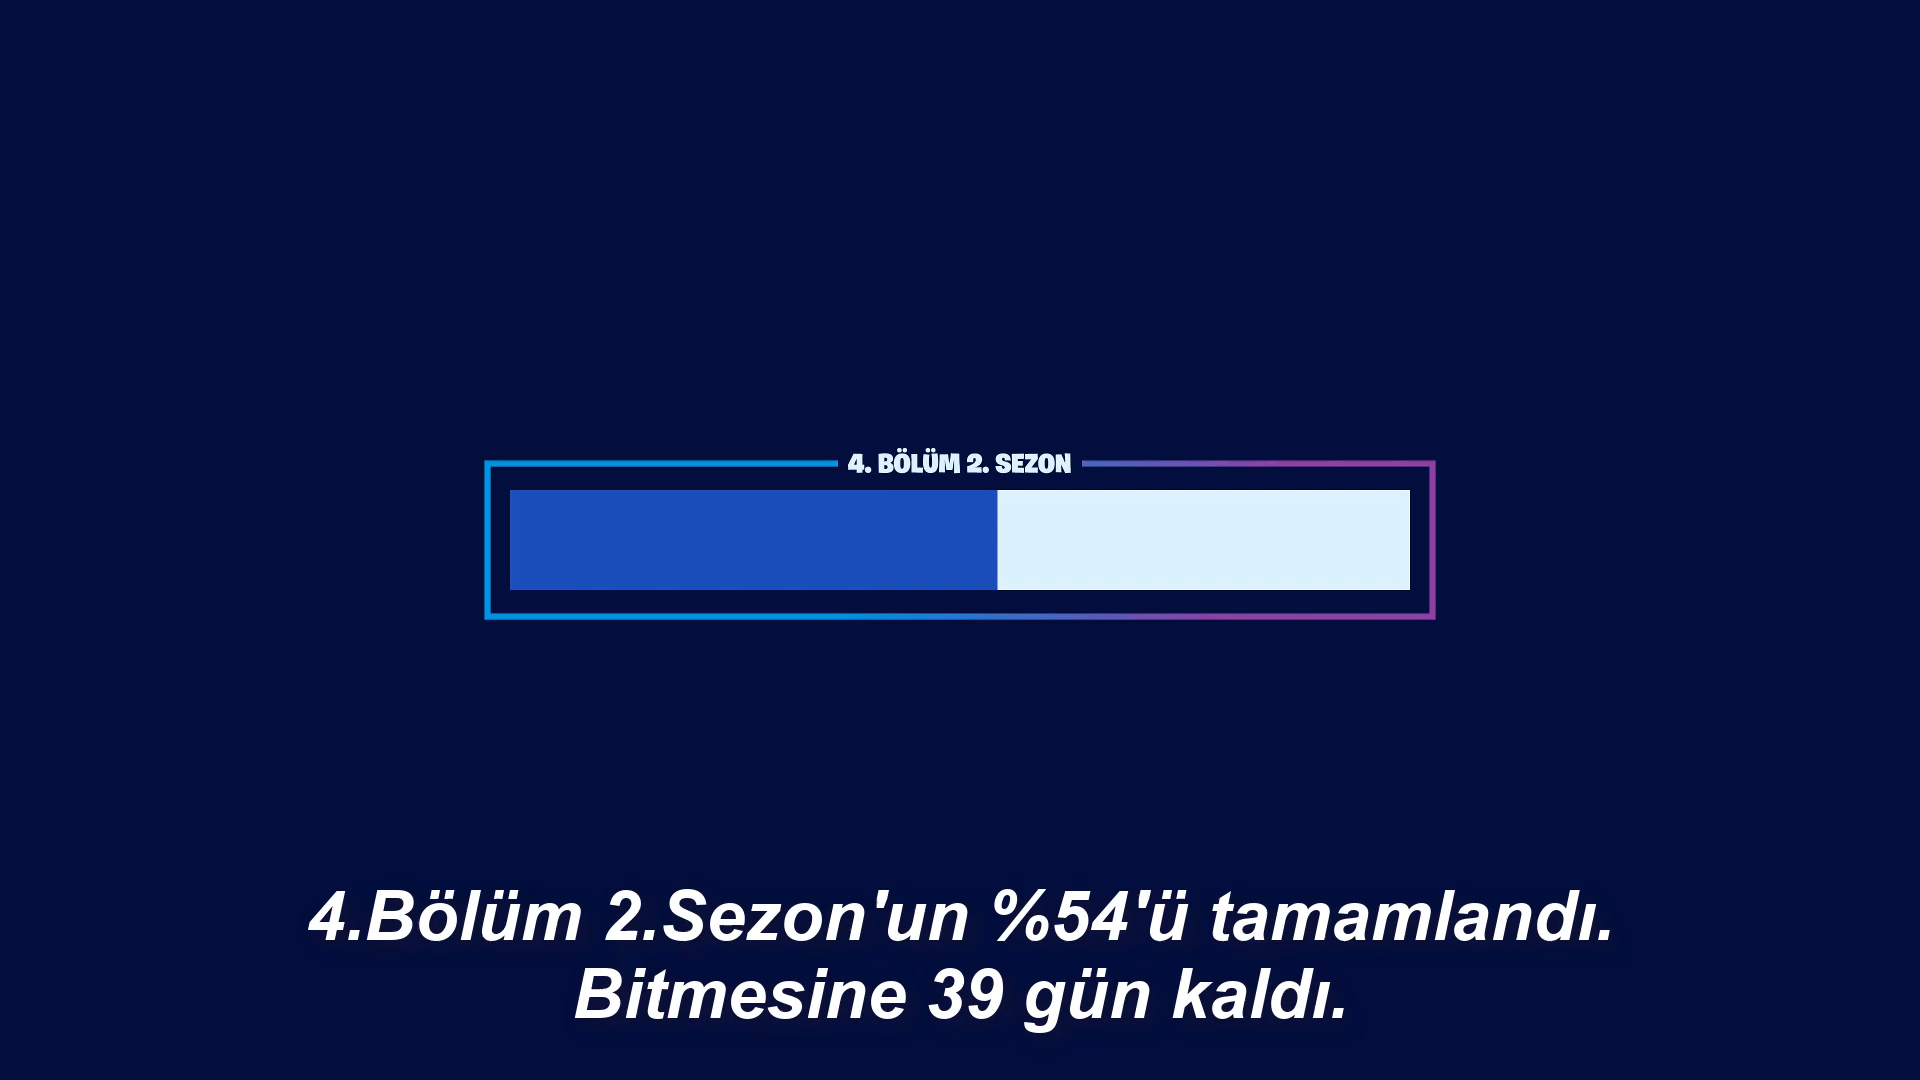 4. BÖLÜM 2. SEZON
4.Bölüm 2.Sezon'un %54'ü tamamlandı.
Bitmesine 39 gün kaldı.